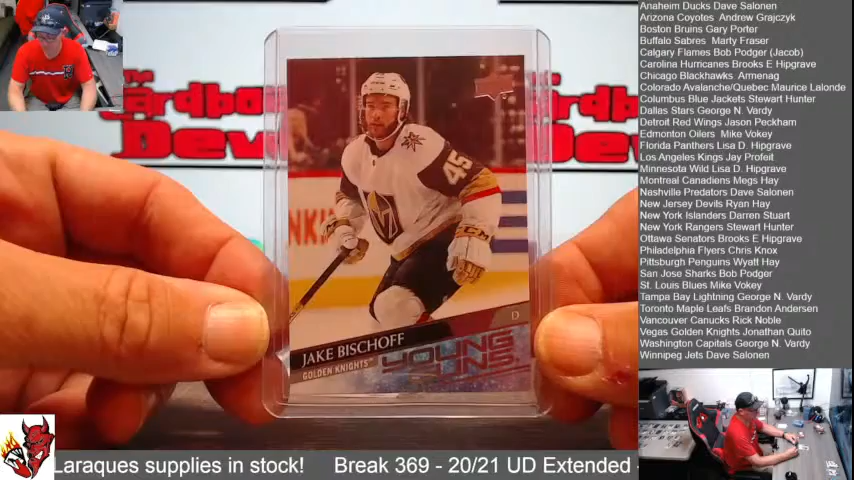 The
Cardboard
Devil
45
D
JAKE BISCHOFF
GOLDEN KNIGHTS™
YOUNG
GUNS
Laraques supplies in stock! Break 369 - 20/21 UD Extended -
Anaheim Ducks Dave Salonen
Arizona Coyotes Andrew Grajczyk
Boston Bruins Gary Porter
Buffalo Sabres Marty Fraser
Calgary Flames Bob Podger (Jacob)
Carolina Hurricanes Brooks E Hipgrave
Chicago Blackhawks Armenag
Colorado Avalanche/Quebec Maurice Lalonde
Columbus Blue Jackets Stewart Hunter
Dallas Stars George N. Vardy
Detroit Red Wings Jason Peckham
Edmonton Oilers Mike Vokey
Florida Panthers Lisa D. Hipgrave
Los Angeles Kings Jay Profeit
Minnesota Wild Lisa D. Hipgrave
Montreal Canadiens Megs Hay
Nashville Predators Dave Salonen
New Jersey Devils Ryan Hay
New York Islanders Darren Stuart
New York Rangers Stewart Hunter
Ottawa Senators Brooks E Hipgrave
Philadelphia Flyers Chris Knox
Pittsburgh Penguins Wyatt Hay
San Jose Sharks Bob Podger
St. Louis Blues Mike Vokey
Tampa Bay Lightning George N. Vardy
Toronto Maple Leafs Brandon Andersen
Vancouver Canucks Rick Noble
Vegas Golden Knights Jonathan Quito
Washington Capitals George N. Vardy
Winnipeg Jets Dave Salonen